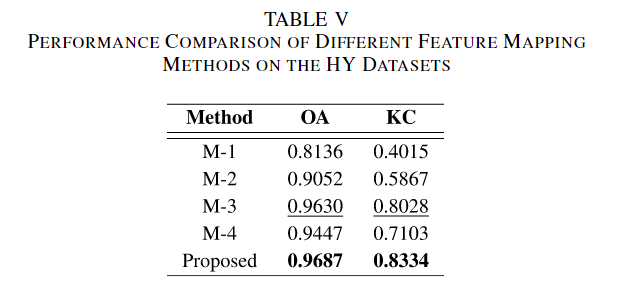 TABLE V
PERFORMANCE COMPARISON OF DIFFERENT FEATURE MAPPING
METHODS ON THE HY DATASETS
Method OA KC
M-1 0.8136 0.4015
M-2 0.9052 0.5867
M-3 0.9630 0.8028
M-4 0.9447 0.7103
Proposed 0.9687 0.8334